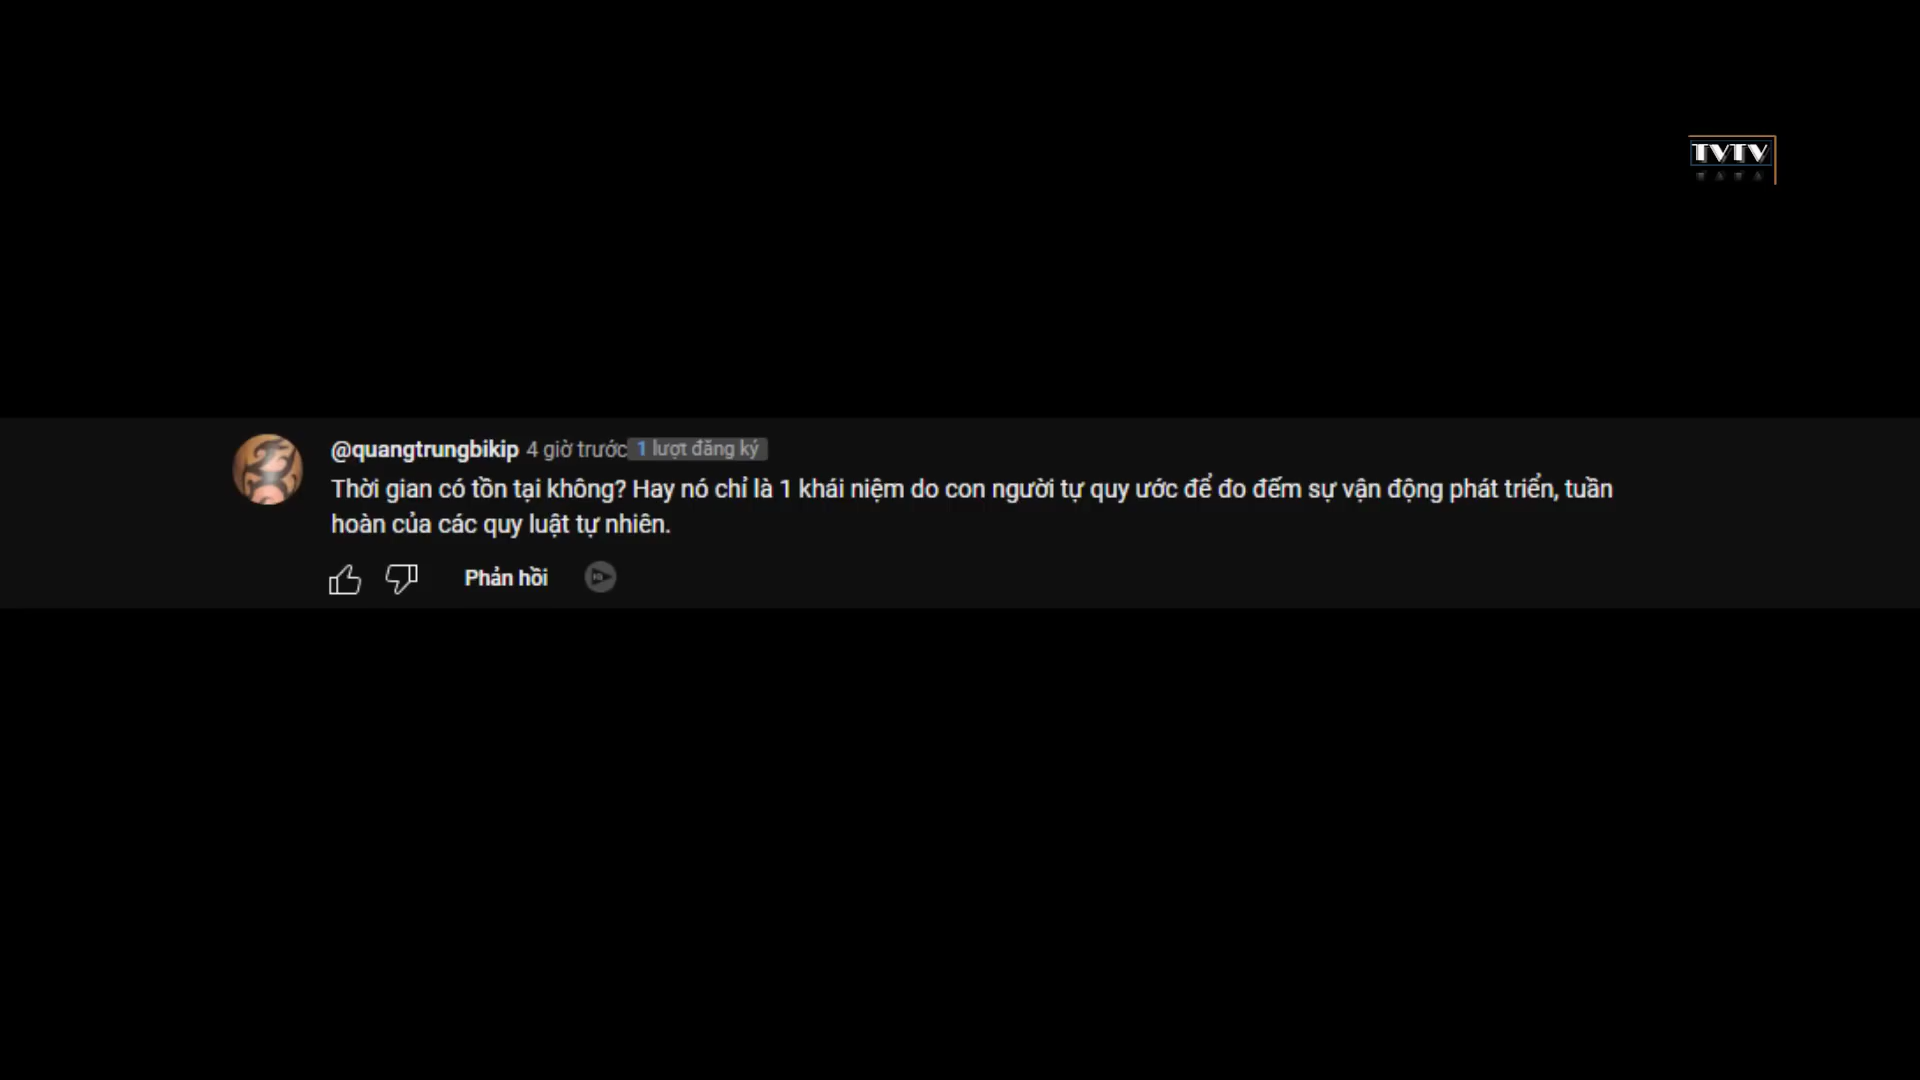 TVTV
@quangtrungbikip 4 giờ trước 1 lượt đăng ký
Thời gian có tồn tại không? Hay nó chỉ là 1 khái niệm do con người tự quy ước để đo đếm sự vận động phát triển, tuần
hoàn của các quy luật tự nhiên.
Phản hồi